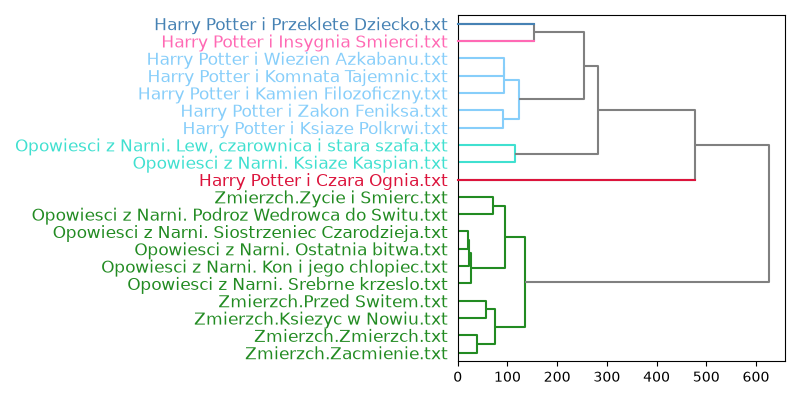 Harry Potter i Przeklete Dziecko.txt
Harry Potter i Insygnia Smierci.txt
Harry Potter i Wiezien Azkabanu.txt
Harry Potter i Komnata Tajemnic.txt
Harry Potter i Kamien Filozoficzny.txt
Harry Potter i Zakon Feniksa.txt
Harry Potter i Ksiaze Polkrwi.txt
Opowiesci z Narni. Lew, czarownica i stara szafa.txt
Opowiesci z Narni. Ksiaze Kaspian.txt
Harry Potter i Czara Ognia.txt
Zmierzch.Zycie i Smierc.txt
Opowiesci z Narni. Podroz Wedrowca do Switu.txt
Opowiesci z Narni. Siostrzeniec Czarodzieja.txt
Opowiesci z Narni. Ostatnia bitwa.txt
Opowiesci z Narni. Kon i jego chlopiec.txt
Opowiesci z Narni. Srebrne krzeslo.txt
Zmierzch.Przed Switem.txt
Zmierzch.Ksiezyc w Nowiu.txt
Zmierzch.Zmierzch.txt
Zmierzch.Zacmienie.txt
0 100 200 300 400 500 600